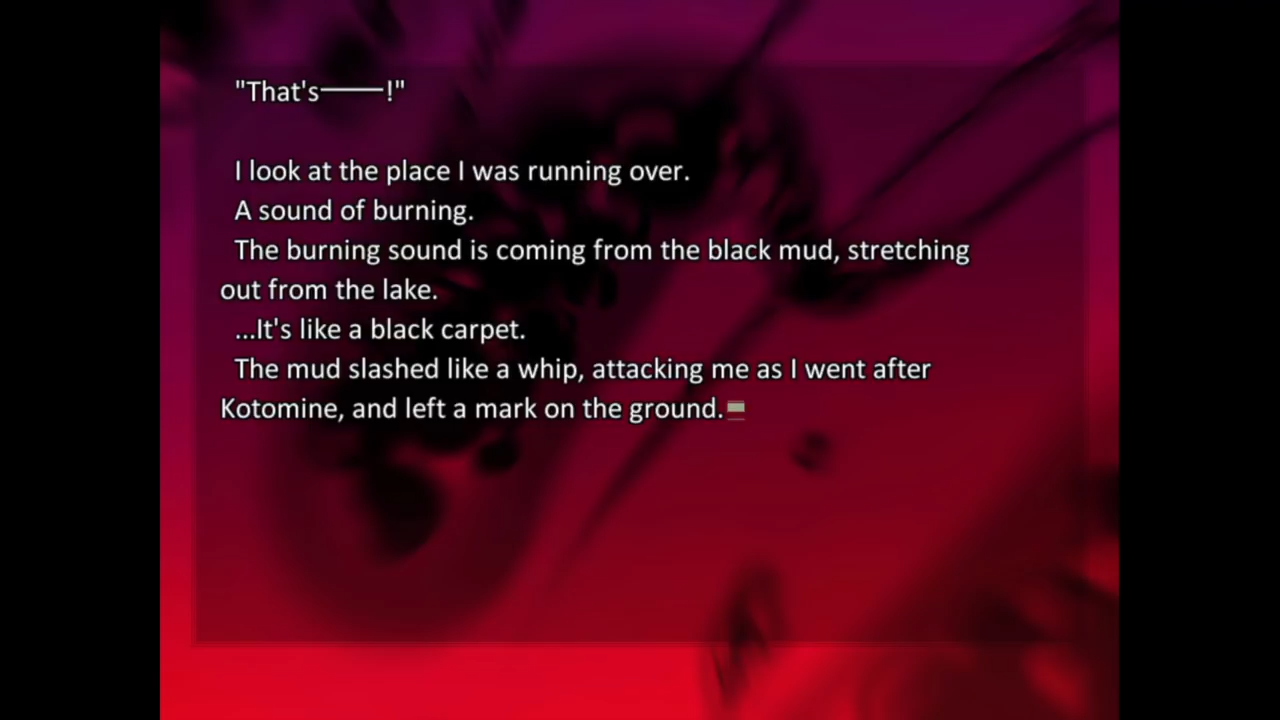 "That's───!"
I look at the place I was running over.
A sound of burning.
The burning sound is coming from the black mud, stretching
out from the lake.
...It's like a black carpet.
The mud slashed like a whip, attacking me as I went after
Kotomine, and left a mark on the ground.